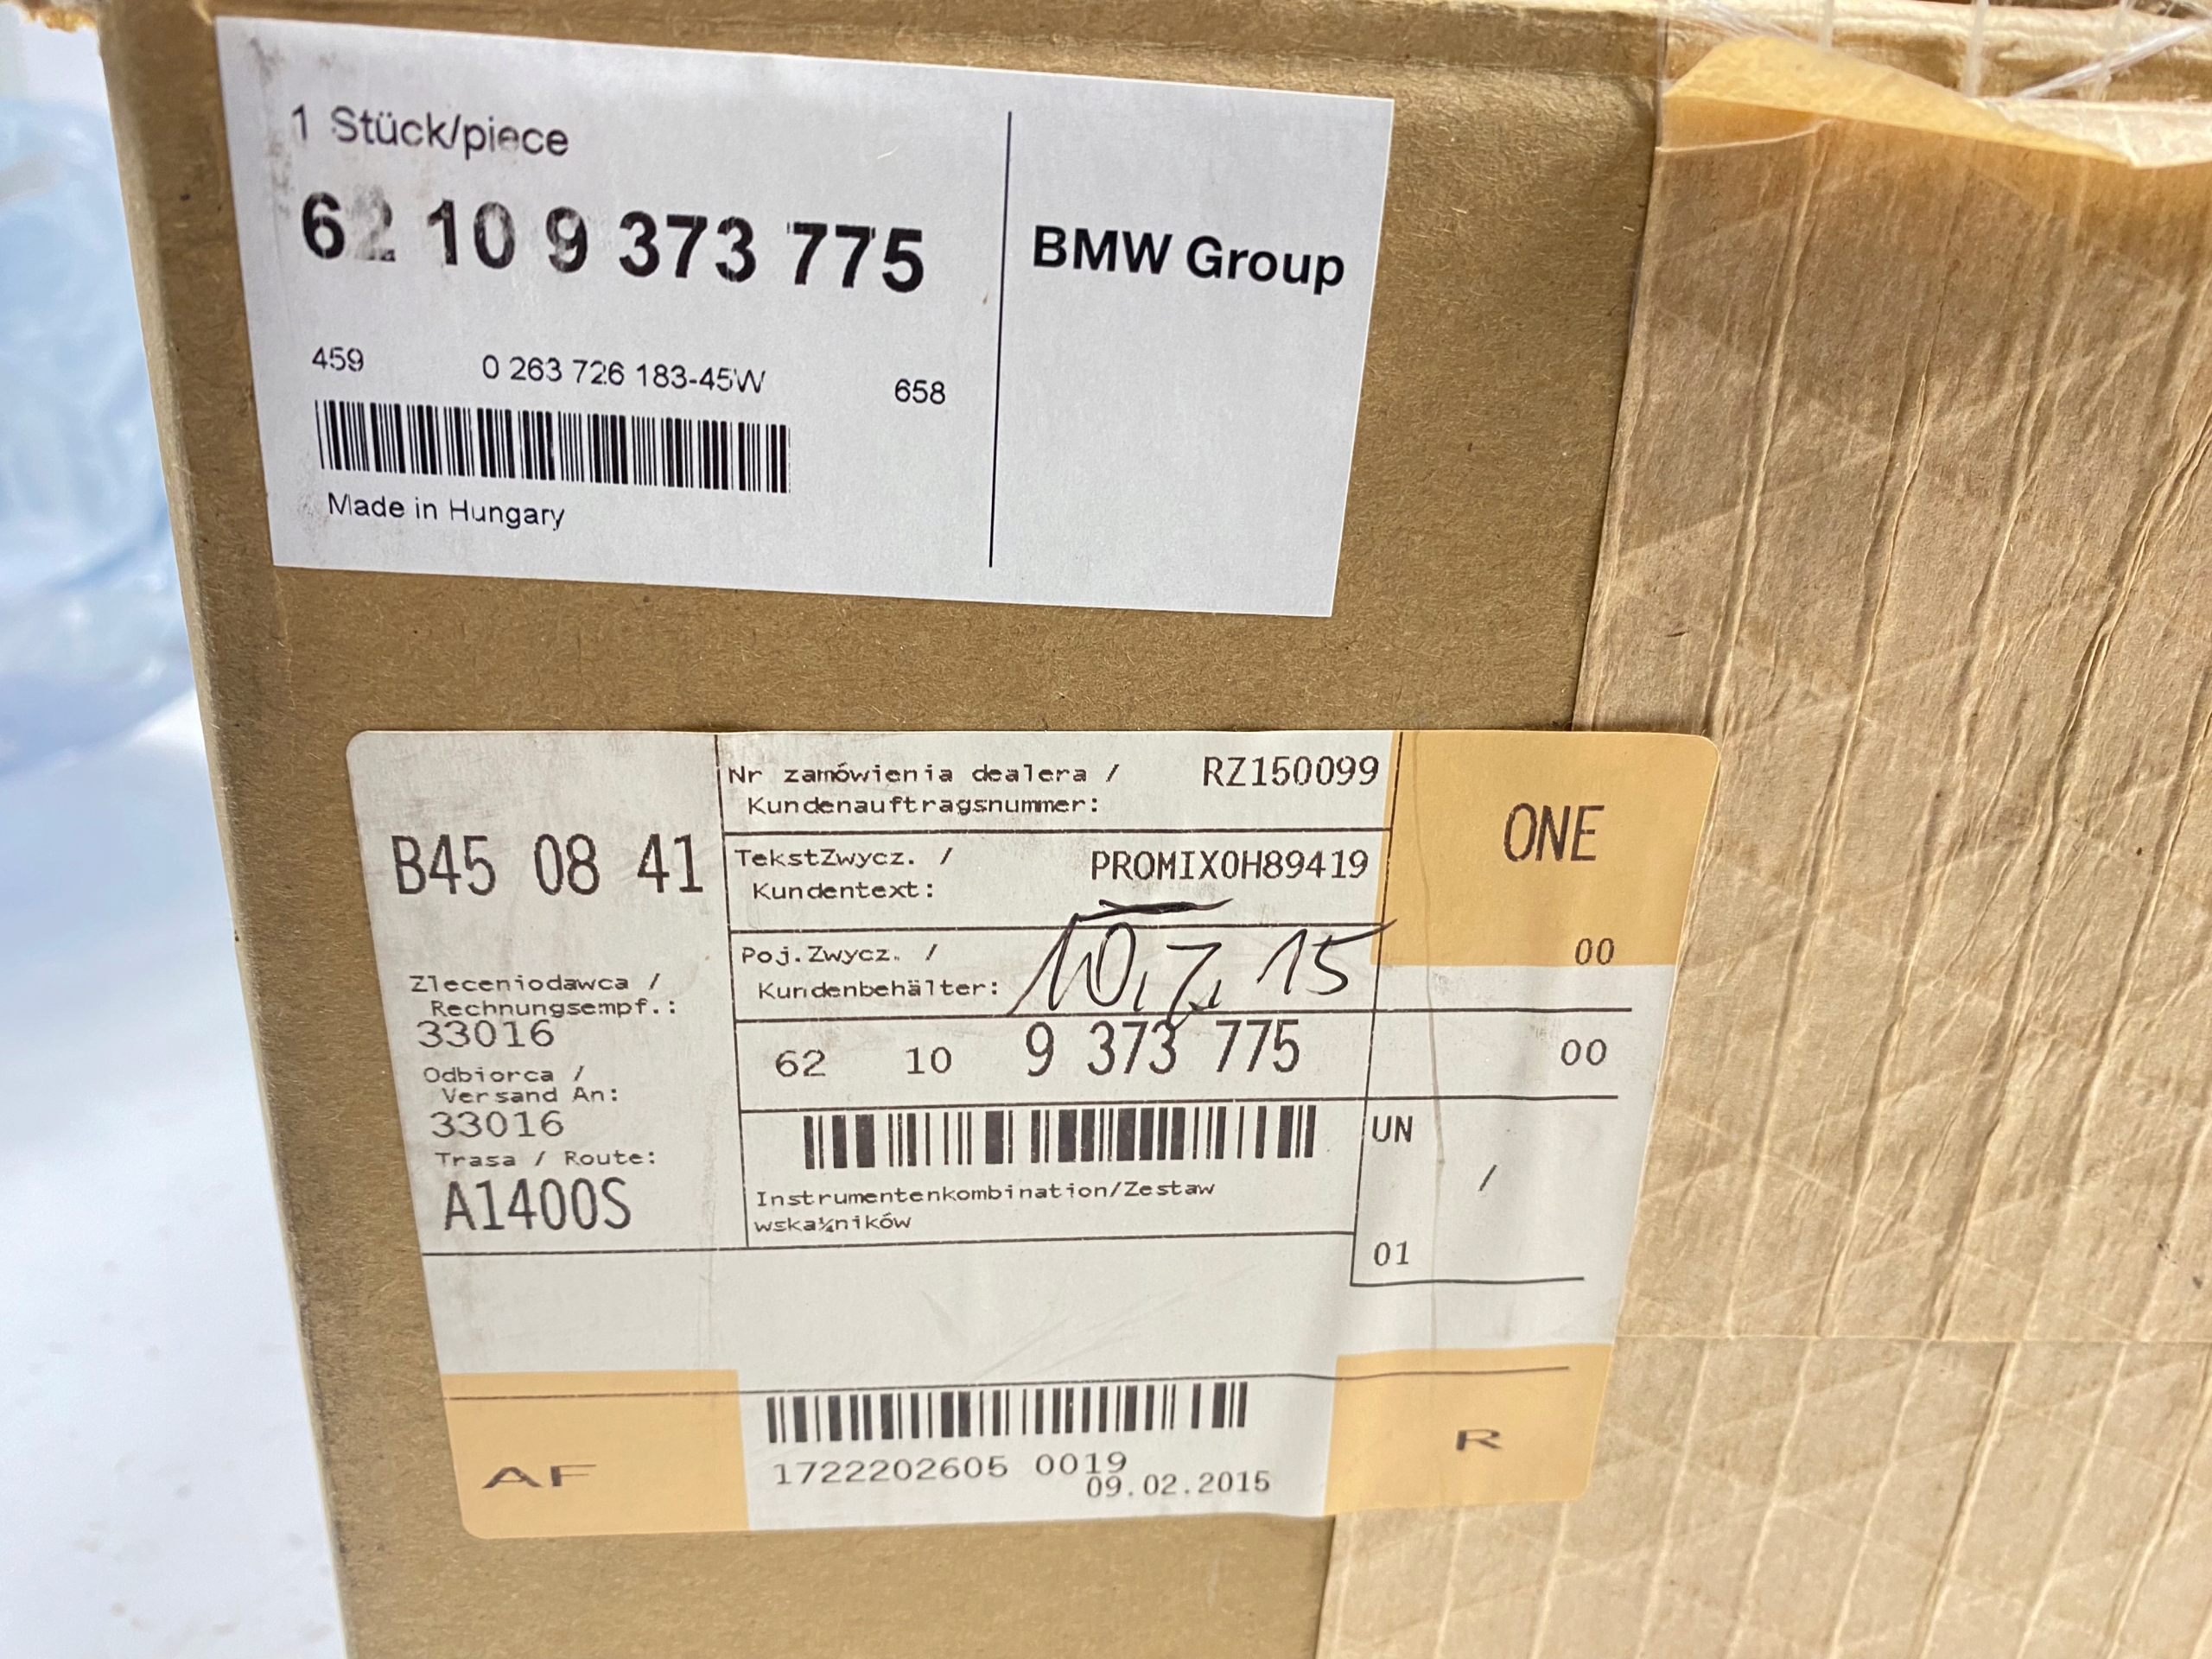 1 Stück/piece
62 10 9 373 775
BMW Group
459 0 263 726 183-45W 658
Made in Hungary
Nr zamówienia dealera / RZ150099
Kundenauftragsnummer:
ONE
B45 08 41
TekstZwycz. / PROMIX0H89419
Kundentext:
00
Poj.Zwycz. / 10.7.15
Kundenbehälter:
Zleceniodawca /
Rechnungsempf.:
33016
62 10 9 373 775 00
Odbiorca /
Versand An:
33016
UN
/
01
Trasa / Route:
A1400S
Instrumentenkombination/Zestaw
wska¼ników
AF
1722202605 0019
09.02.2015
R